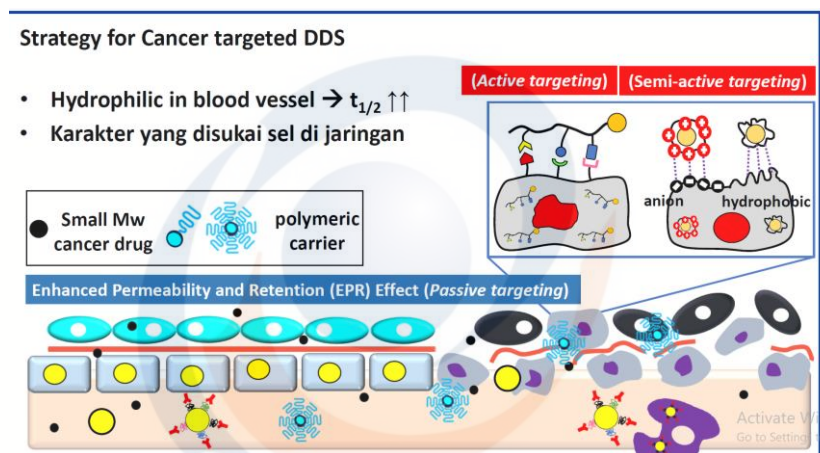 Strategy for Cancer targeted DDS
(Active targeting)
(Semi-active targeting)
• Hydrophilic in blood vessel → t1/2 ↑↑
• Karakter yang disukai sel di jaringan
Small Mw
cancer drug
polymeric
carrier
anion
hydrophobic
Enhanced Permeability and Retention (EPR) Effect (Passive targeting)
Activate Wi
Go to Settings t